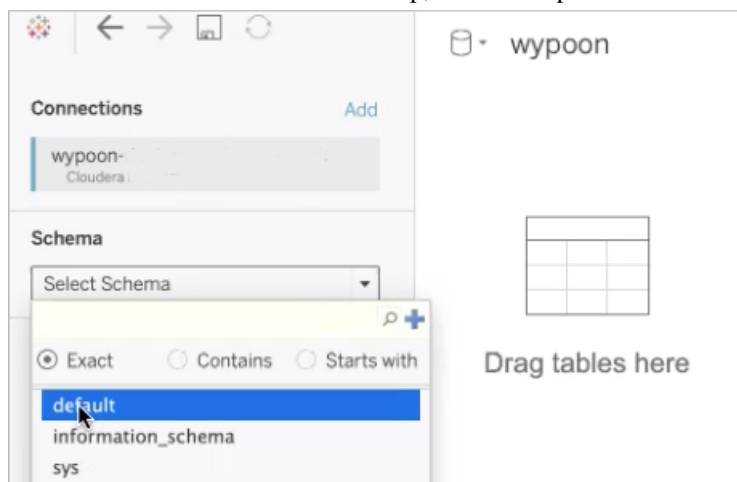 wypoon
Connections
Add
wypoon-
Cloudera
Schema
Select Schema
Exact
Contains
Starts with
Drag tables here
default
information_schema
sys